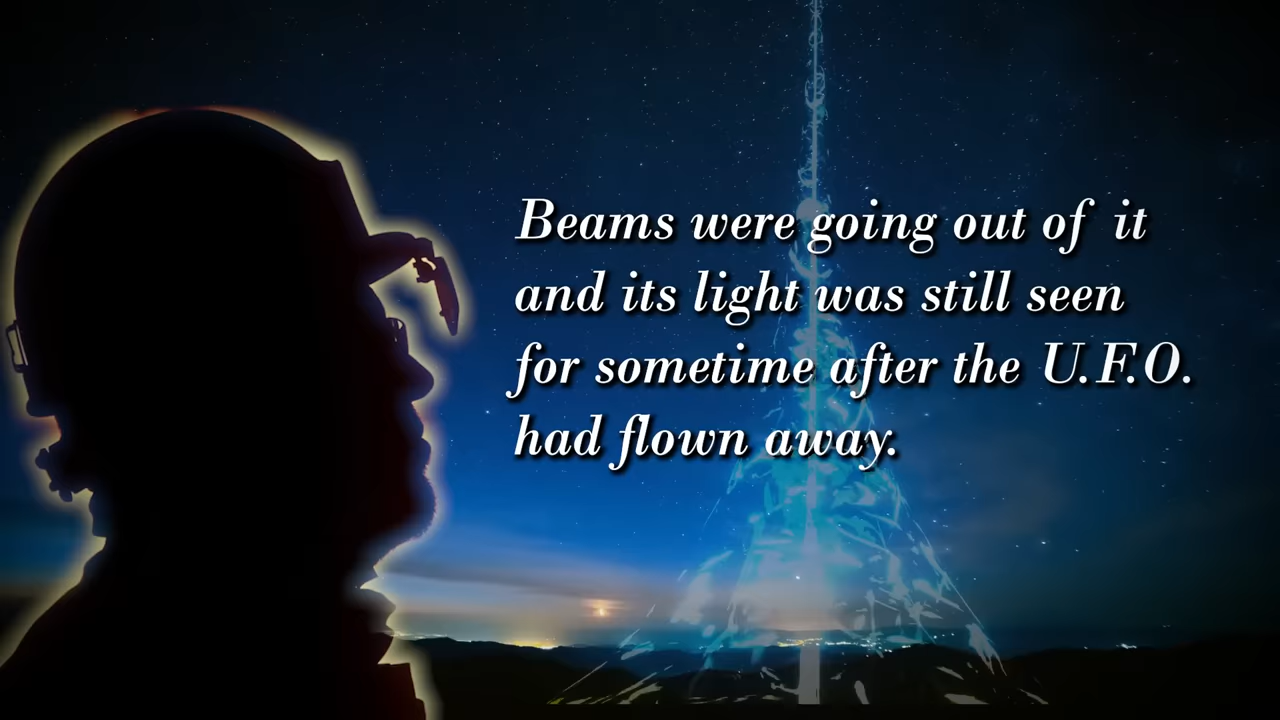 Beams were going out of it
and its light was still seen
for sometime after the U.F.O.
had flown away.